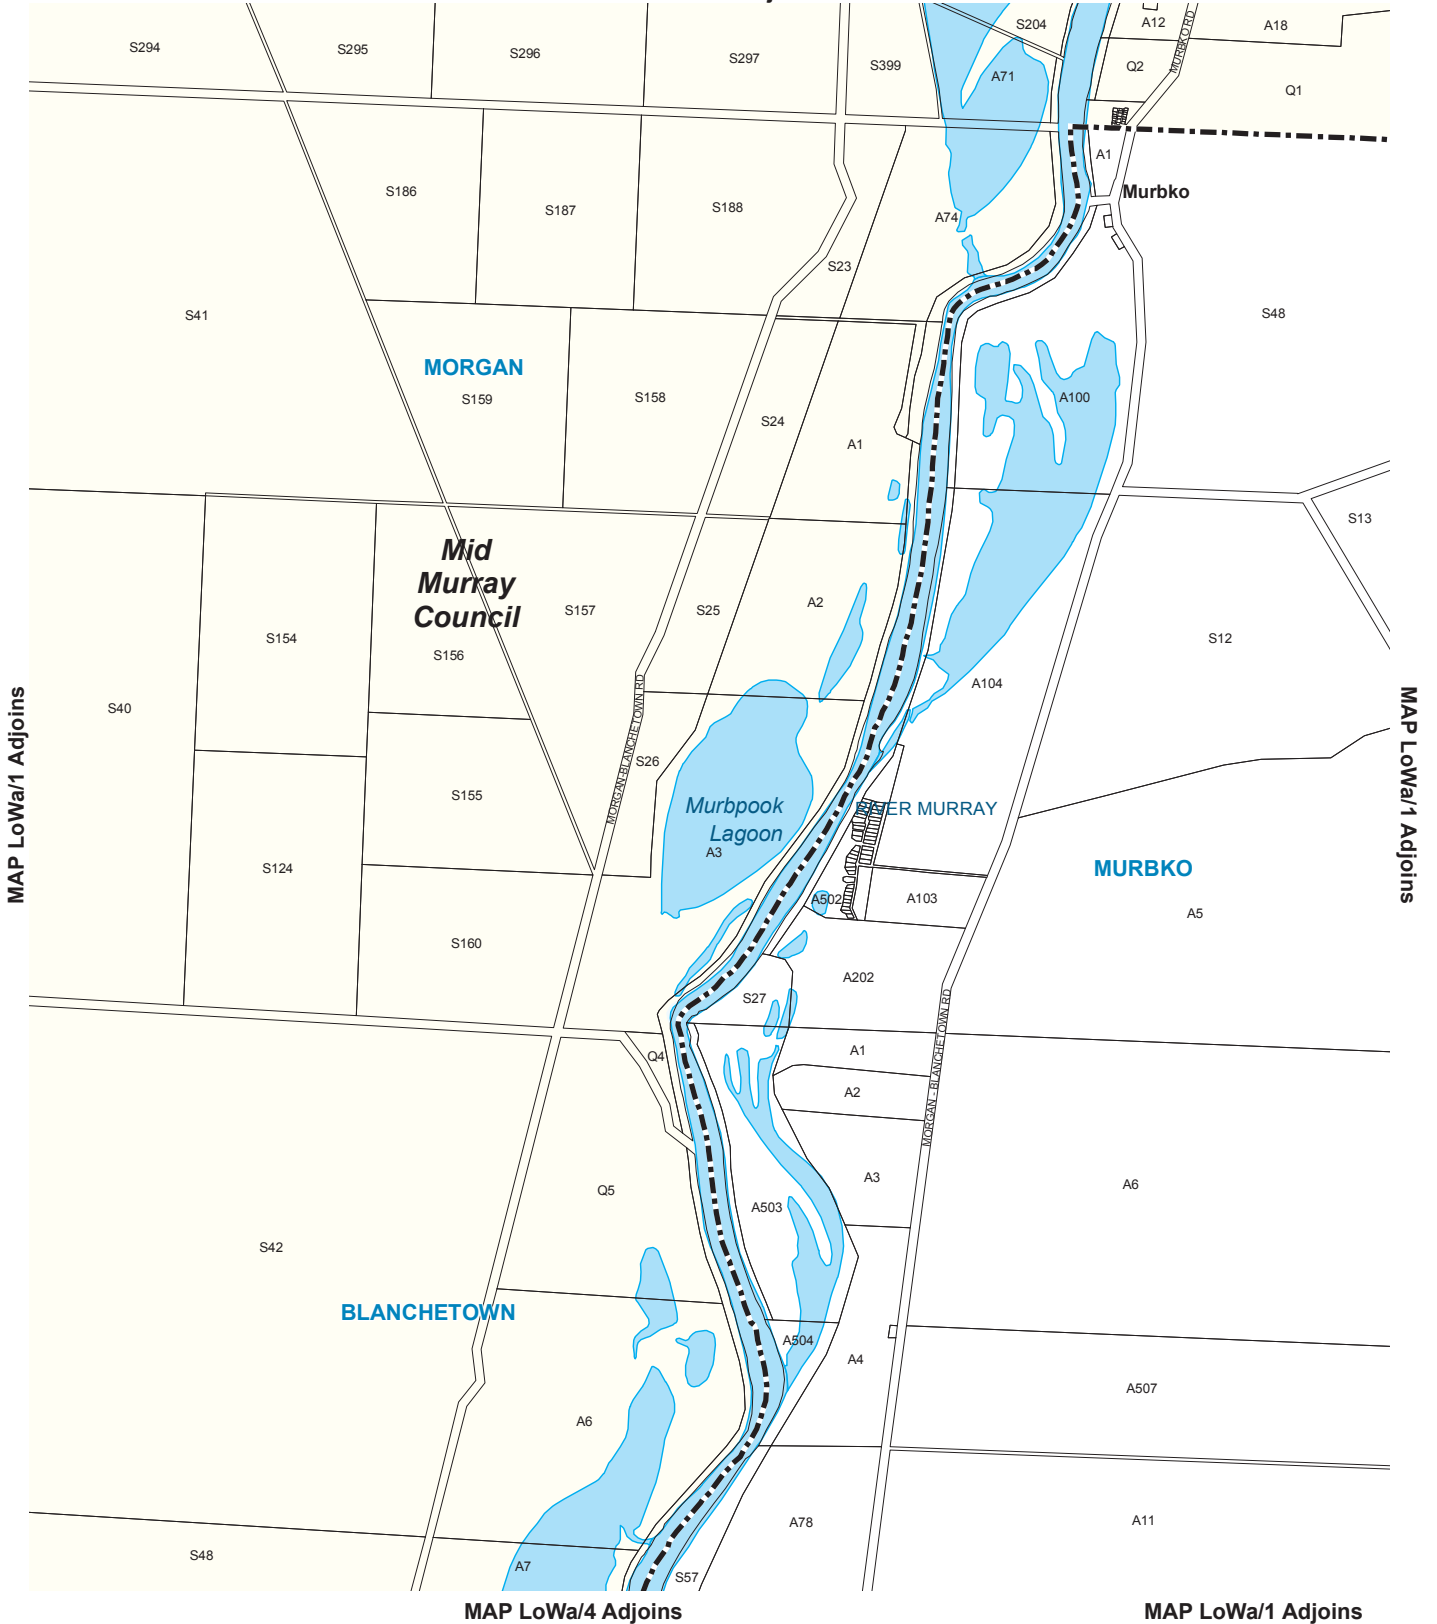 S294
S295
S296
S297
S399
S204
A71
A12
A18
Q2
Q1
MURBKO RD
A1
Murbko
S186
S187
S188
A74
S23
S41
S48
MORGAN
S159
S158
S24
A1
A100
S13
Mid
Murray
Council
S154
S157
S156
S25
A2
S12
A104
S40
MAP LoWa/1 Adjoins
MAP LoWa/1 Adjoins
MORGAN-BLANCHETOWN RD
S26
S155
Murbpook
Lagoon
A3
RIVER MURRAY
S124
MURBKO
A502
A103
A5
S160
A202
S27
MORGAN - BLANCHETOWN RD
Q4
A1
A2
Q5
A3
A6
A503
S42
BLANCHETOWN
A504
A4
A507
A6
A78
A11
S48
A7
S57
MAP LoWa/4 Adjoins
MAP LoWa/1 Adjoins